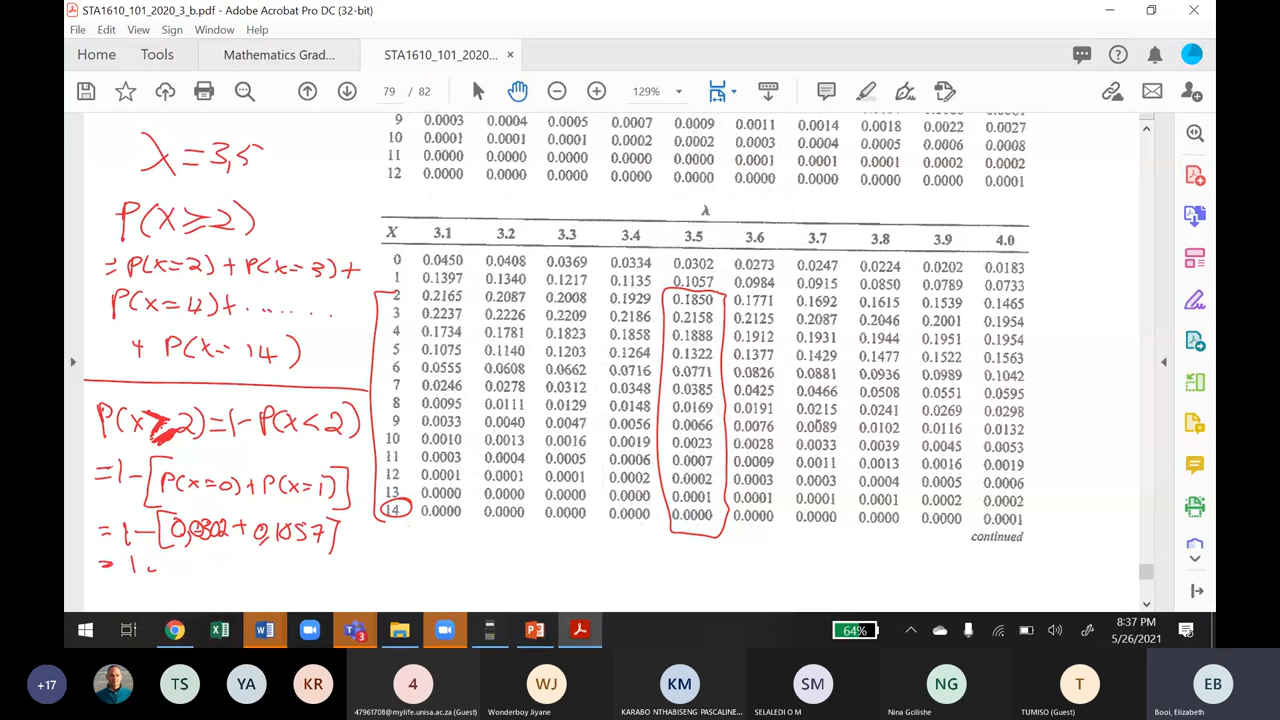 STA1610_101_2020_3_b.pdf - Adobe Acrobat Pro DC (32-bit)
File Edit View Sign Window Help
Home Tools Mathematics Grad... STA1610_101_2020... ×
79 / 82 129%
λ = 3,5
P(X ≥ 2)
= P(X=2) + P(X=3) +
P(X=4) + .......
+ P(X=14)
P(X ≥ 2) = 1 - P(X < 2)
= 1 - [P(X=0) + P(X=1)]
= 1 - [0,0302 + 0,1057]
= 1 -
9 0.0003 0.0004 0.0005 0.0007 0.0009 0.0011 0.0014 0.0018 0.0022 0.0027
10 0.0001 0.0001 0.0001 0.0002 0.0002 0.0003 0.0004 0.0005 0.0006 0.0008
11 0.0000 0.0000 0.0000 0.0000 0.0000 0.0001 0.0001 0.0001 0.0002 0.0002
12 0.0000 0.0000 0.0000 0.0000 0.0000 0.0000 0.0000 0.0000 0.0000 0.0001
λ
X 3.1 3.2 3.3 3.4 3.5 3.6 3.7 3.8 3.9 4.0
0 0.0450 0.0408 0.0369 0.0334 0.0302 0.0273 0.0247 0.0224 0.0202 0.0183
1 0.1397 0.1340 0.1217 0.1135 0.1057 0.0984 0.0915 0.0850 0.0789 0.0733
2 0.2165 0.2087 0.2008 0.1929 0.1850 0.1771 0.1692 0.1615 0.1539 0.1465
3 0.2237 0.2226 0.2209 0.2186 0.2158 0.2125 0.2087 0.2046 0.2001 0.1954
4 0.1734 0.1781 0.1823 0.1858 0.1888 0.1912 0.1931 0.1944 0.1951 0.1954
5 0.1075 0.1140 0.1203 0.1264 0.1322 0.1377 0.1429 0.1477 0.1522 0.1563
6 0.0555 0.0608 0.0662 0.0716 0.0771 0.0826 0.0881 0.0936 0.0989 0.1042
7 0.0246 0.0278 0.0312 0.0348 0.0385 0.0425 0.0466 0.0508 0.0551 0.0595
8 0.0095 0.0111 0.0129 0.0148 0.0169 0.0191 0.0215 0.0241 0.0269 0.0298
9 0.0033 0.0040 0.0047 0.0056 0.0066 0.0076 0.0089 0.0102 0.0116 0.0132
10 0.0010 0.0013 0.0016 0.0019 0.0023 0.0028 0.0033 0.0039 0.0045 0.0053
11 0.0003 0.0004 0.0005 0.0006 0.0007 0.0009 0.0011 0.0013 0.0016 0.0019
12 0.0001 0.0001 0.0001 0.0002 0.0002 0.0003 0.0003 0.0004 0.0005 0.0006
13 0.0000 0.0000 0.0000 0.0000 0.0001 0.0001 0.0001 0.0001 0.0002 0.0002
14 0.0000 0.0000 0.0000 0.0000 0.0000 0.0000 0.0000 0.0000 0.0000 0.0001
continued
64% 8:37 PM
5/26/2021
+17 TS YA KR 4 WJ KM SM NG T EB
47961708@mylife.unisa.ac.za (Guest) Wonderboy Jiyane KARABO NTHABISENG PASCALINE... SELALEDI O M Nina Gcilishe TUMISO (Guest) Booi, Elizabeth